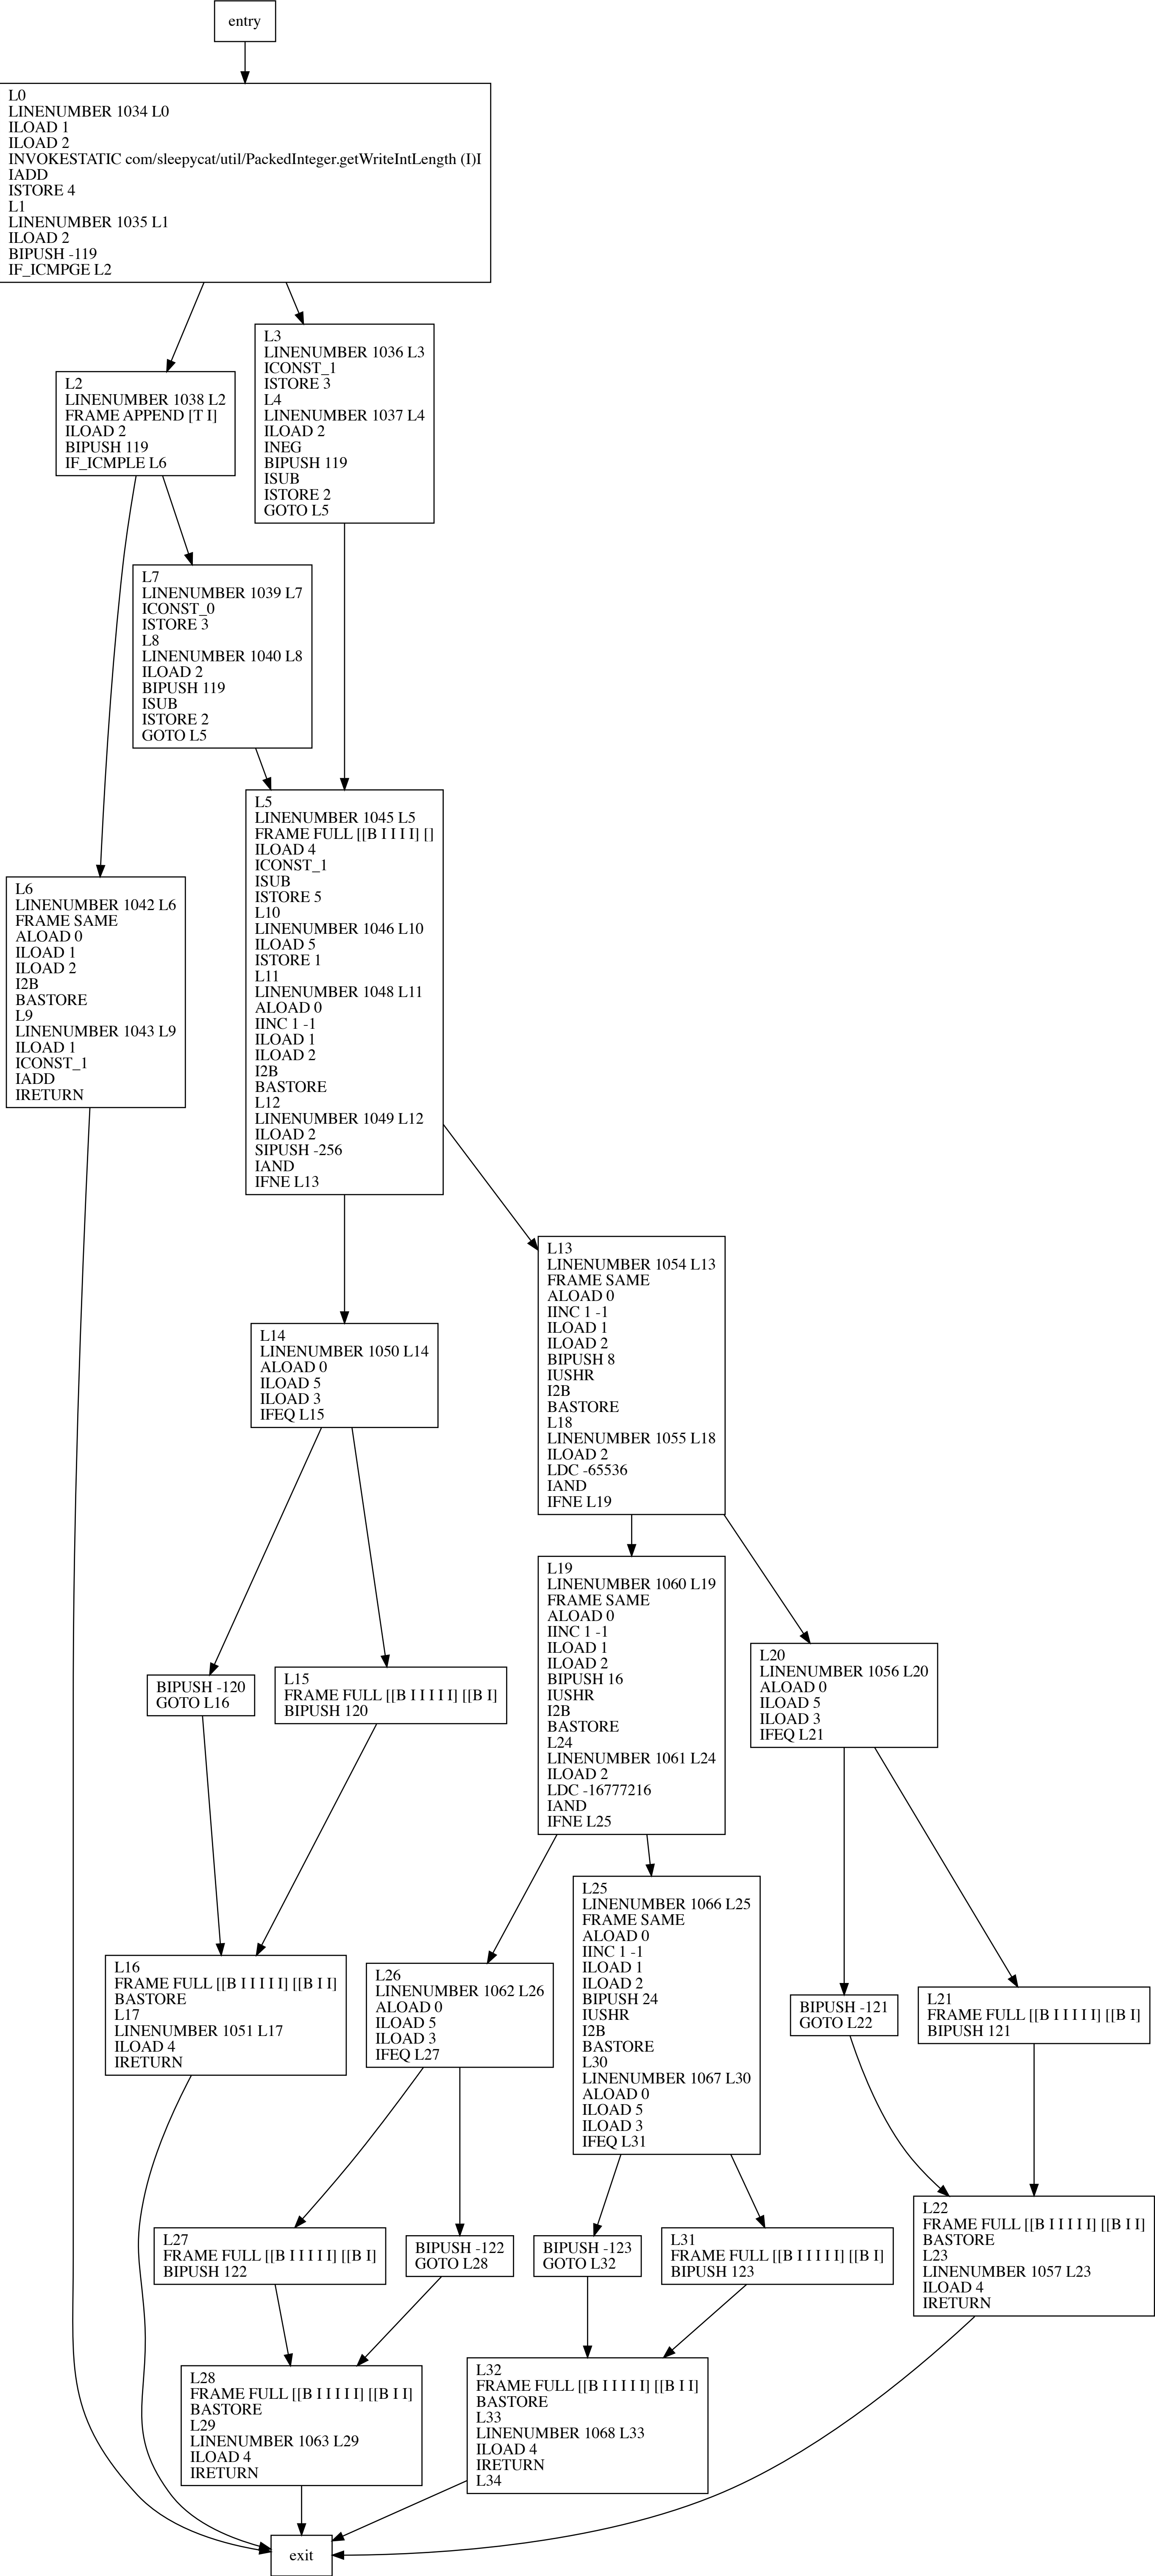 entry
L0
LINENUMBER 1034 L0
ILOAD 1
ILOAD 2
INVOKESTATIC com/sleepycat/util/PackedInteger.getWriteIntLength (I)I
IADD
ISTORE 4
L1
LINENUMBER 1035 L1
ILOAD 2
BIPUSH -119
IF_ICMPGE L2
L3
LINENUMBER 1036 L3
ICONST_1
ISTORE 3
L4
LINENUMBER 1037 L4
ILOAD 2
INEG
BIPUSH 119
ISUB
ISTORE 2
GOTO L5
L2
LINENUMBER 1038 L2
FRAME APPEND [T I]
ILOAD 2
BIPUSH 119
IF_ICMPLE L6
L7
LINENUMBER 1039 L7
ICONST_0
ISTORE 3
L8
LINENUMBER 1040 L8
ILOAD 2
BIPUSH 119
ISUB
ISTORE 2
GOTO L5
L5
LINENUMBER 1045 L5
FRAME FULL [[B I I I I] []
ILOAD 4
ICONST_1
ISUB
ISTORE 5
L10
LINENUMBER 1046 L10
ILOAD 5
ISTORE 1
L11
LINENUMBER 1048 L11
ALOAD 0
IINC 1 -1
ILOAD 1
ILOAD 2
I2B
BASTORE
L12
LINENUMBER 1049 L12
ILOAD 2
SIPUSH -256
IAND
IFNE L13
L6
LINENUMBER 1042 L6
FRAME SAME
ALOAD 0
ILOAD 1
ILOAD 2
I2B
BASTORE
L9
LINENUMBER 1043 L9
ILOAD 1
ICONST_1
IADD
IRETURN
L13
LINENUMBER 1054 L13
FRAME SAME
ALOAD 0
IINC 1 -1
ILOAD 1
ILOAD 2
BIPUSH 8
IUSHR
I2B
BASTORE
L18
LINENUMBER 1055 L18
ILOAD 2
LDC -65536
IAND
IFNE L19
L14
LINENUMBER 1050 L14
ALOAD 0
ILOAD 5
ILOAD 3
IFEQ L15
L19
LINENUMBER 1060 L19
FRAME SAME
ALOAD 0
IINC 1 -1
ILOAD 1
ILOAD 2
BIPUSH 16
IUSHR
I2B
BASTORE
L24
LINENUMBER 1061 L24
ILOAD 2
LDC -16777216
IAND
IFNE L25
L20
LINENUMBER 1056 L20
ALOAD 0
ILOAD 5
ILOAD 3
IFEQ L21
BIPUSH -120
GOTO L16
L15
FRAME FULL [[B I I I I I] [[B I]
BIPUSH 120
L25
LINENUMBER 1066 L25
FRAME SAME
ALOAD 0
IINC 1 -1
ILOAD 1
ILOAD 2
BIPUSH 24
IUSHR
I2B
BASTORE
L30
LINENUMBER 1067 L30
ALOAD 0
ILOAD 5
ILOAD 3
IFEQ L31
L16
FRAME FULL [[B I I I I I] [[B I I]
BASTORE
L17
LINENUMBER 1051 L17
ILOAD 4
IRETURN
L26
LINENUMBER 1062 L26
ALOAD 0
ILOAD 5
ILOAD 3
IFEQ L27
BIPUSH -121
GOTO L22
L21
FRAME FULL [[B I I I I I] [[B I]
BIPUSH 121
L22
FRAME FULL [[B I I I I I] [[B I I]
BASTORE
L23
LINENUMBER 1057 L23
ILOAD 4
IRETURN
L27
FRAME FULL [[B I I I I I] [[B I]
BIPUSH 122
BIPUSH -122
GOTO L28
BIPUSH -123
GOTO L32
L31
FRAME FULL [[B I I I I I] [[B I]
BIPUSH 123
L28
FRAME FULL [[B I I I I I] [[B I I]
BASTORE
L29
LINENUMBER 1063 L29
ILOAD 4
IRETURN
L32
FRAME FULL [[B I I I I I] [[B I I]
BASTORE
L33
LINENUMBER 1068 L33
ILOAD 4
IRETURN
L34
exit